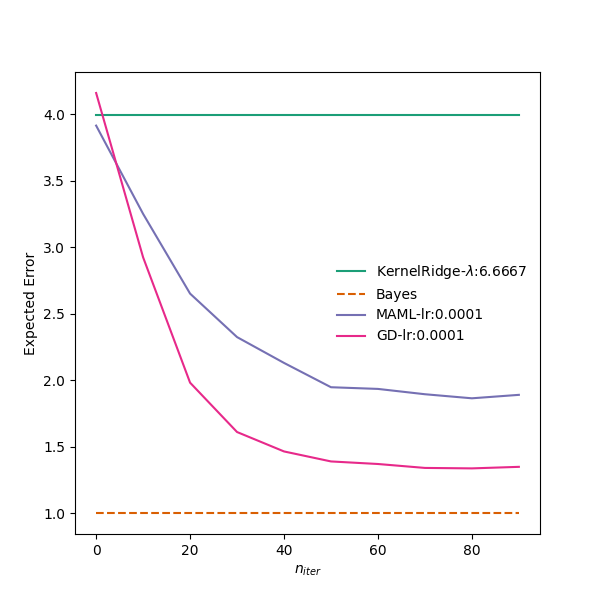 4.0
3.5
3.0
2.5
2.0
1.5
1.0
Expected Error
KernelRidge-λ:6.6667
Bayes
MAML-lr:0.0001
GD-lr:0.0001
0 20 40 60 80
n_iter